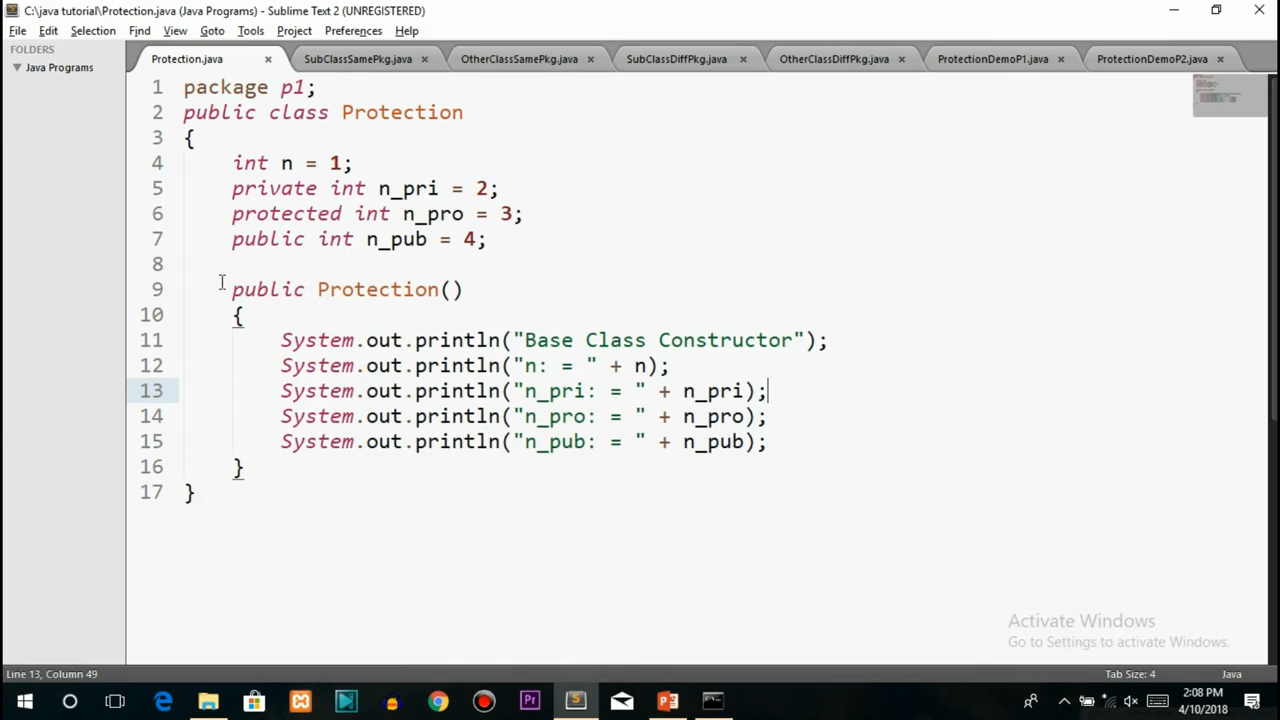 C:\java tutorial\Protection.java (Java Programs) - Sublime Text 2 (UNREGISTERED)
File Edit Selection Find View Goto Tools Project Preferences Help
FOLDERS
Java Programs
Protection.java × SubClassSamePkg.java × OtherClassSamePkg.java × SubClassDiffPkg.java × OtherClassDiffPkg.java × ProtectionDemoP1.java × ProtectionDemoP2.java ×
1 package p1;
2 public class Protection
3 {
4     int n = 1;
5     private int n_pri = 2;
6     protected int n_pro = 3;
7     public int n_pub = 4;
8
9     public Protection()
10     {
11         System.out.println("Base Class Constructor");
12         System.out.println("n: = " + n);
13         System.out.println("n_pri: = " + n_pri);
14         System.out.println("n_pro: = " + n_pro);
15         System.out.println("n_pub: = " + n_pub);
16     }
17 }
Activate Windows
Go to Settings to activate Windows.
Line 13, Column 49 Tab Size: 4 Java
Pr
2:08 PM
4/10/2018